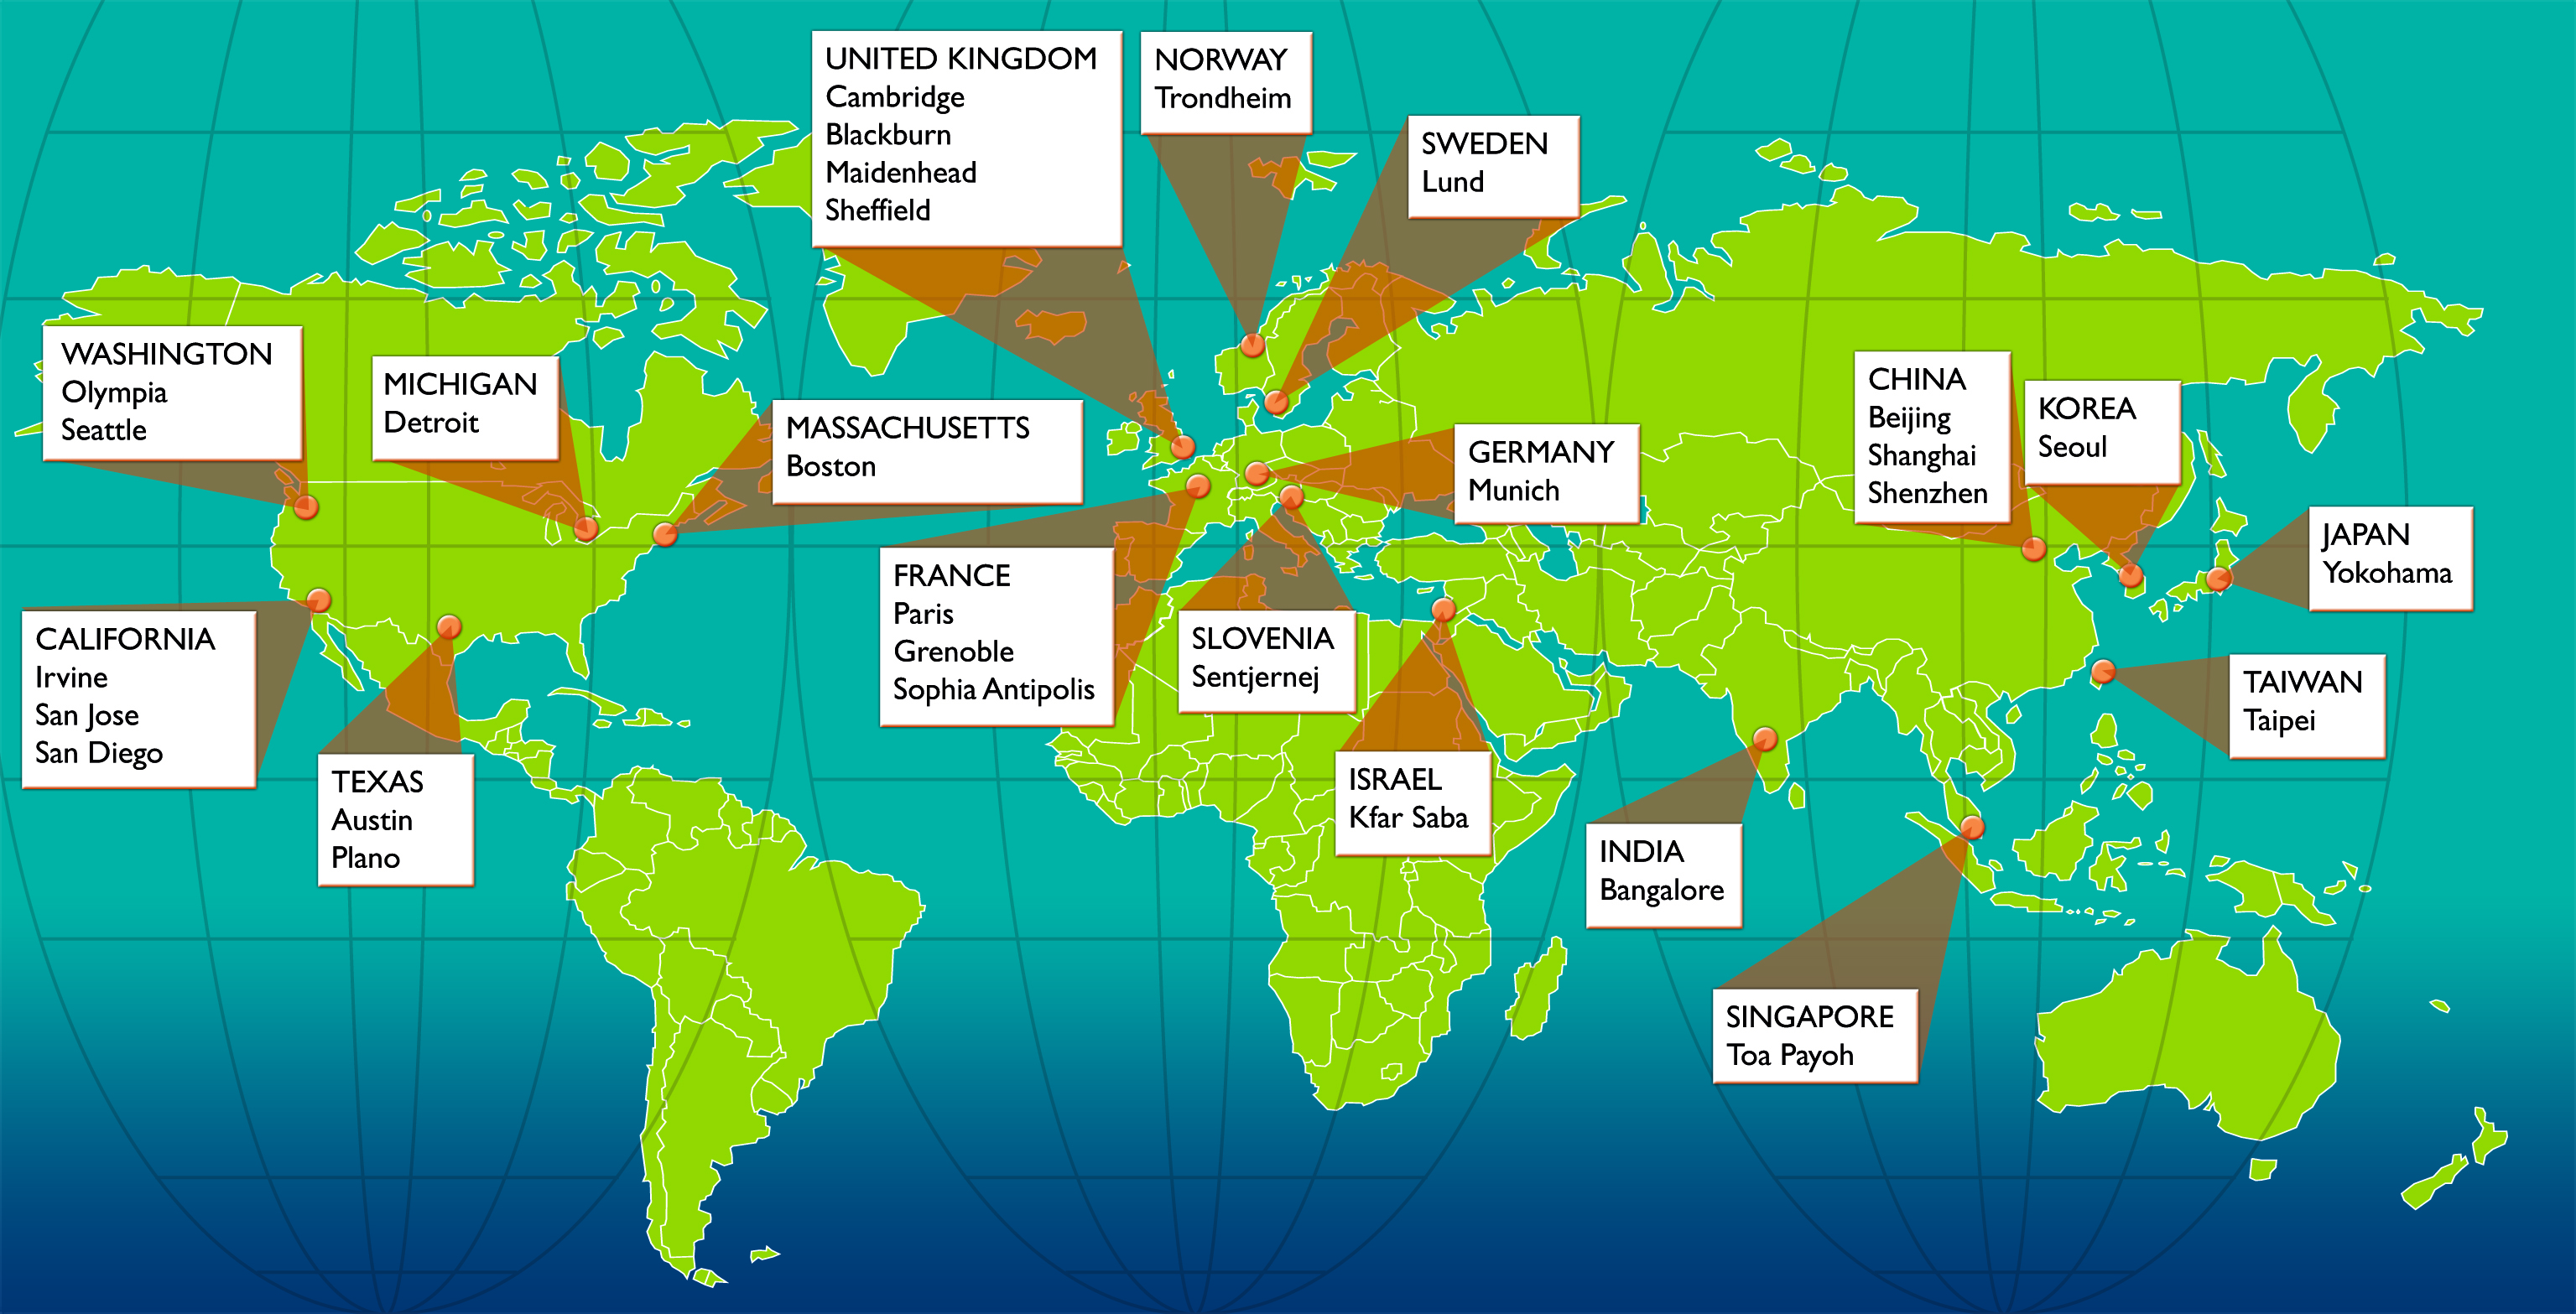 UNITED KINGDOM
Cambridge
Blackburn
Maidenhead
Sheffield
NORWAY
Trondheim
SWEDEN
Lund
WASHINGTON
Olympia
Seattle
MICHIGAN
Detroit
MASSACHUSETTS
Boston
GERMANY
Munich
CHINA
Beijing
Shanghai
Shenzhen
KOREA
Seoul
JAPAN
Yokohama
CALIFORNIA
Irvine
San Jose
San Diego
TEXAS
Austin
Plano
FRANCE
Paris
Grenoble
Sophia Antipolis
SLOVENIA
Sentjernej
ISRAEL
Kfar Saba
TAIWAN
Taipei
INDIA
Bangalore
SINGAPORE
Toa Payoh